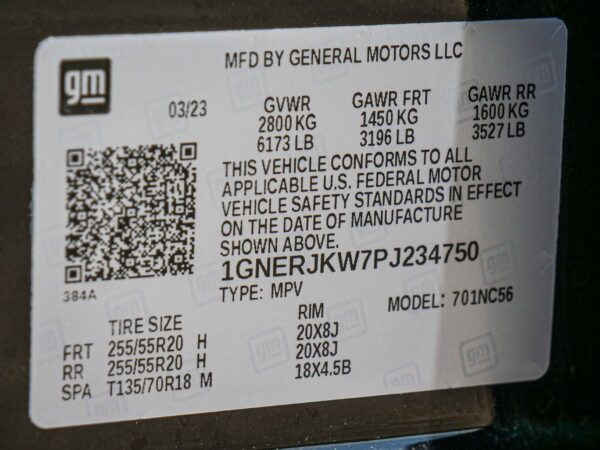 gm
MFD BY GENERAL MOTORS LLC
03/23
GVWR GAWR FRT GAWR RR
2800 KG 1450 KG 1600 KG
6173 LB 3196 LB 3527 LB
THIS VEHICLE CONFORMS TO ALL
APPLICABLE U.S. FEDERAL MOTOR
VEHICLE SAFETY STANDARDS IN EFFECT
ON THE DATE OF MANUFACTURE
SHOWN ABOVE.
1GNERJKW7PJ234750
384A
TYPE: MPV MODEL: 701NC56
TIRE SIZE RIM
FRT 255/55R20 H 20X8J
RR 255/55R20 H 20X8J
SPA T135/70R18 M 18X4.5B